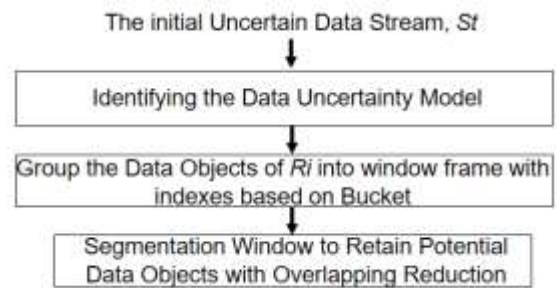 The initial Uncertain Data Stream, St
Identifying the Data Uncertainty Model
Group the Data Objects of Ri into window frame with
indexes based on Bucket
Segmentation Window to Retain Potential
Data Objects with Overlapping Reduction